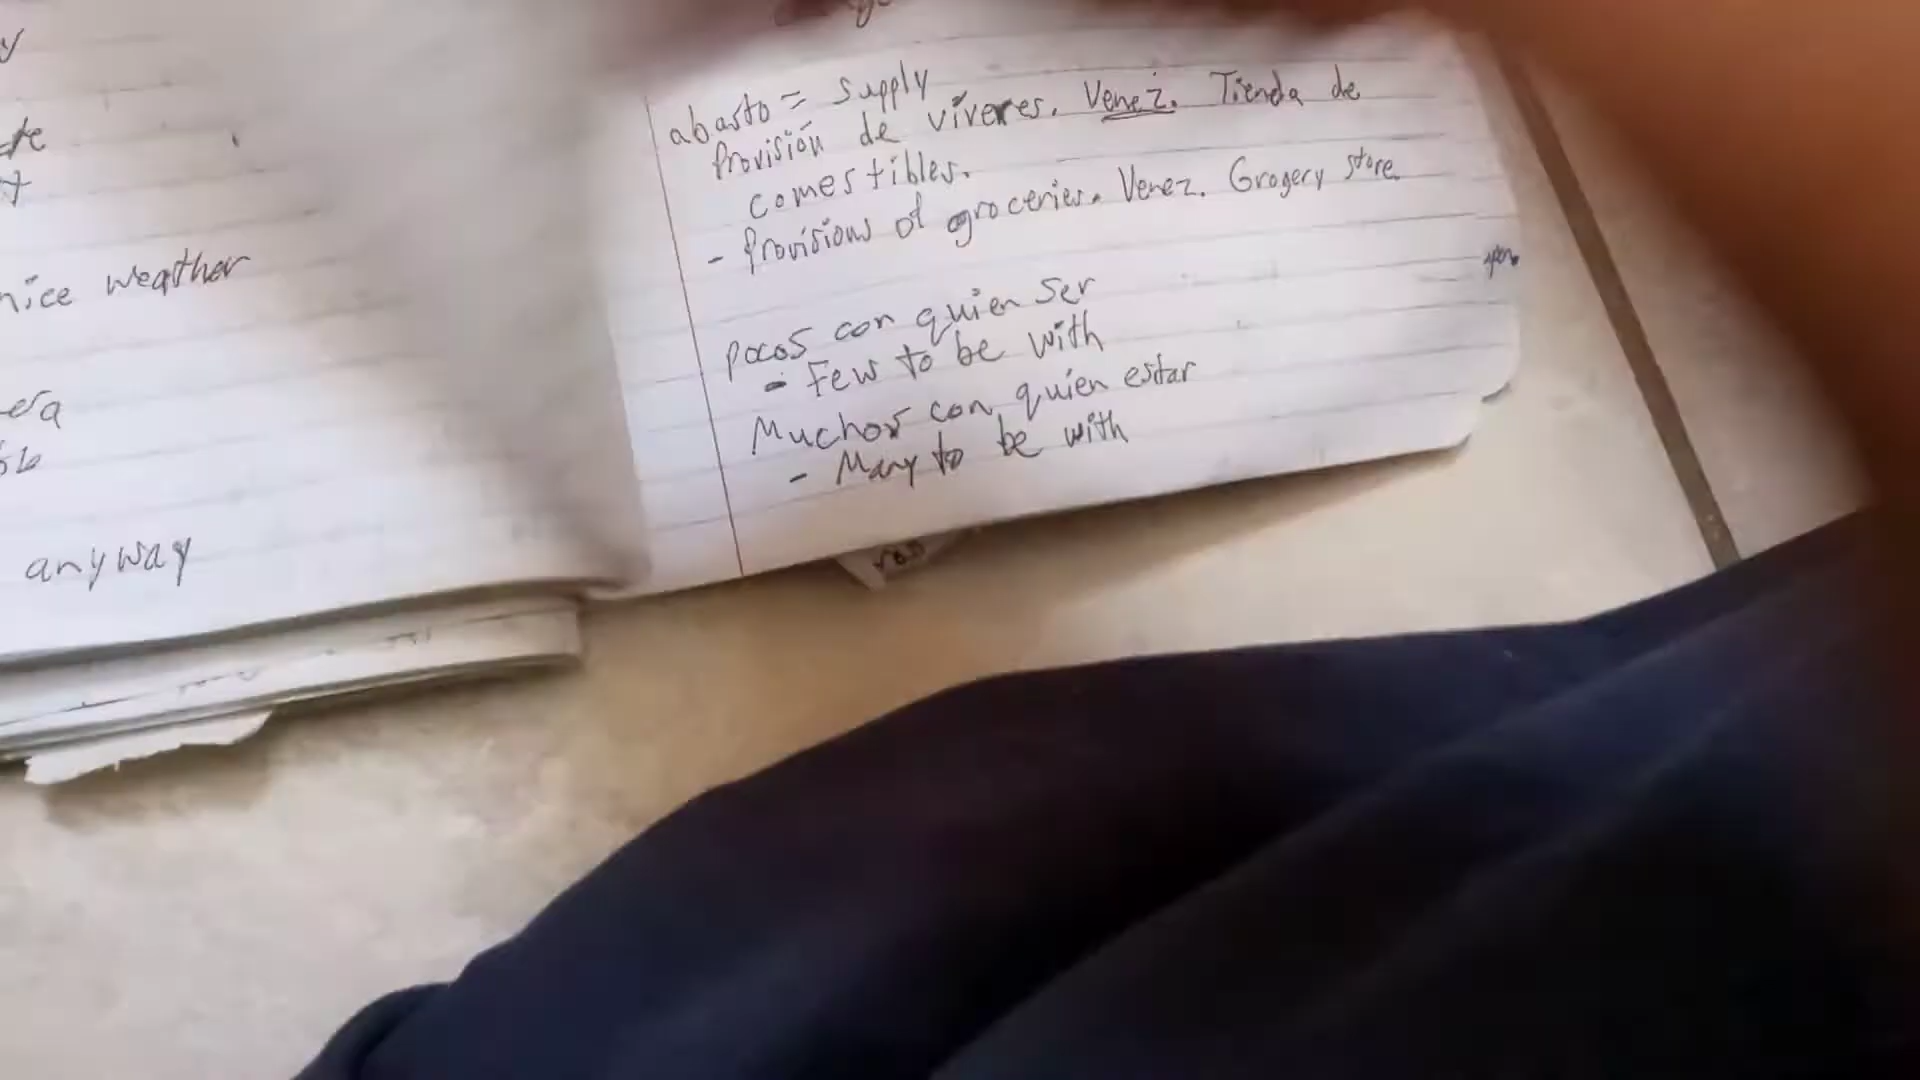 nice weather
anyway
abasto = supply
Provisión de víveres. Venez. Tienda de
comestibles.
- Provisions of groceries. Venez. Grogery store.
pocos con quien ser
- Few to be with
Muchos con quien estar
- Many to be with